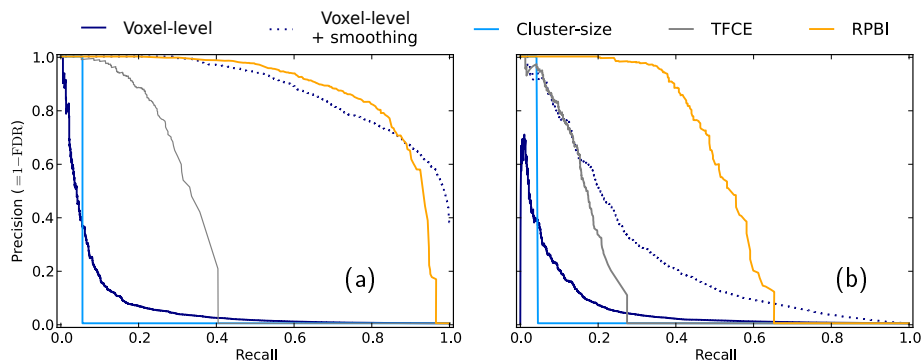 Voxel-level
Voxel-level
+ smoothing
Cluster-size
TFCE
RPBI
Precision (=1−FDR)
1.0
0.8
0.6
0.4
0.2
0.0
(a)
0.0 0.2 0.4 0.6 0.8 1.0
Recall
(b)
0.0 0.2 0.4 0.6 0.8 1.0
Recall